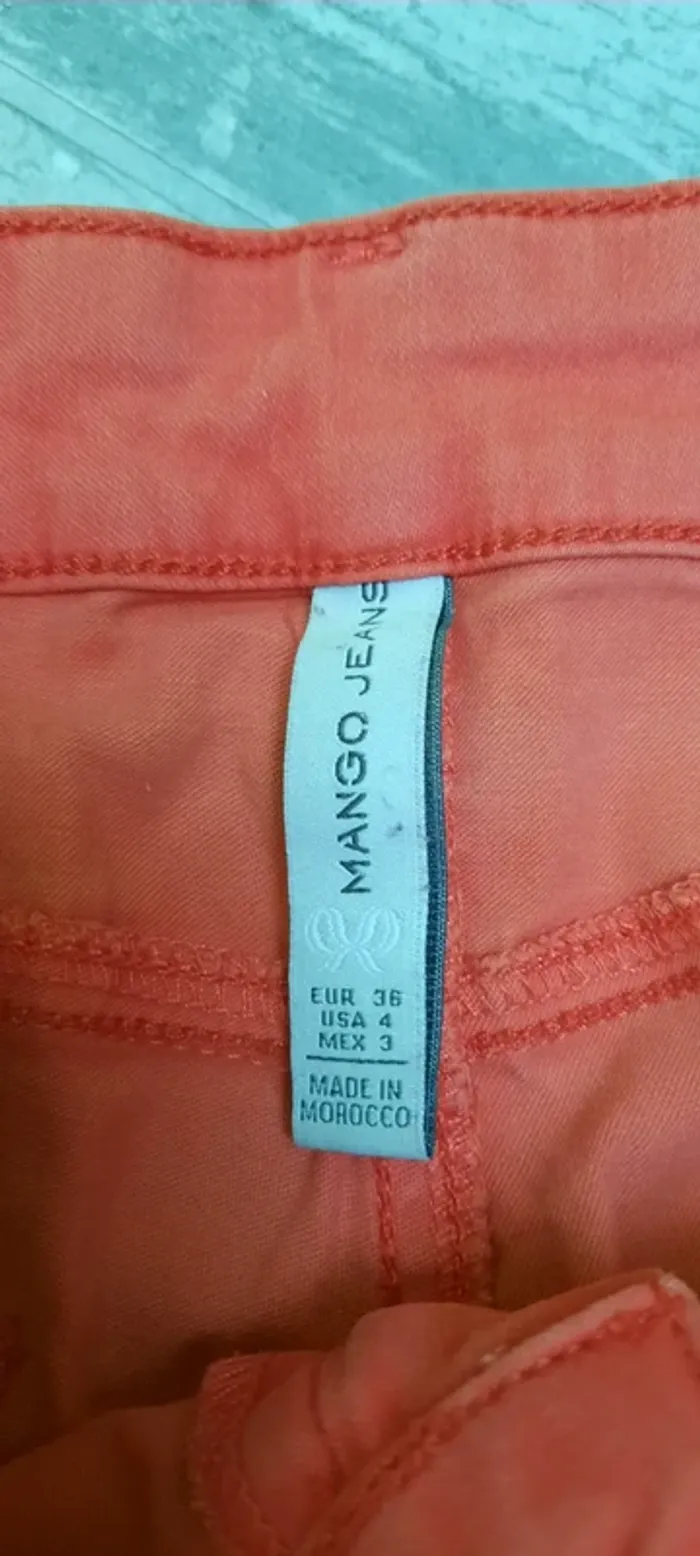 MANGO JEANS
EUR 36
USA 4
MEX 3
MADE IN
MOROCCO